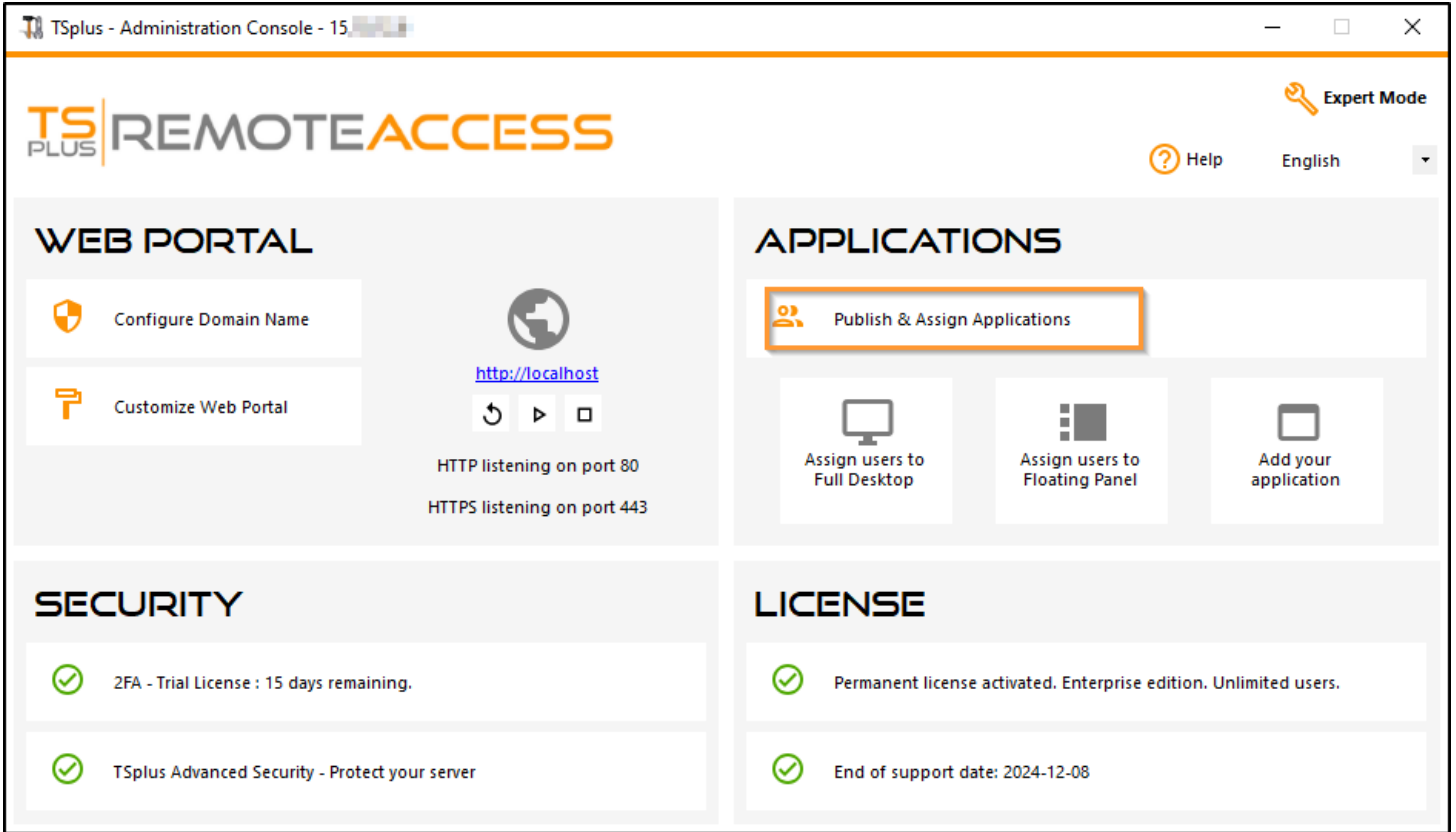 TSplus - Administration Console - 15.
Expert Mode
TS PLUS REMOTEACCESS
Help
English
WEB PORTAL
Configure Domain Name
Customize Web Portal
http://localhost
HTTP listening on port 80
HTTPS listening on port 443
APPLICATIONS
Publish & Assign Applications
Assign users to
Full Desktop
Assign users to
Floating Panel
Add your
application
SECURITY
2FA - Trial License : 15 days remaining.
TSplus Advanced Security - Protect your server
LICENSE
Permanent license activated. Enterprise edition. Unlimited users.
End of support date: 2024-12-08